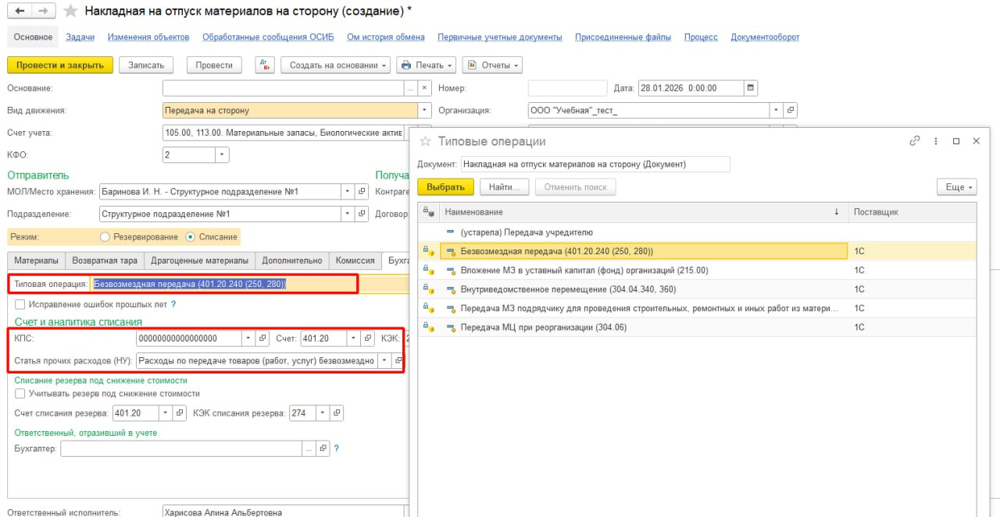 Накладная на отпуск материалов на сторону (создание) *
Основное Задачи Изменения объектов Обработанные сообщения ОСИБ Ом история обмена Первичные учетные документы Присоединенные файлы Процесс Документооборот
Провести и закрыть Записать Провести Дт Кт Создать на основании Печать Отчеты
Основание: ... × Номер: Дата: 28.01.2026 0:00:00
Вид движения: Передача на сторону Организация: ООО "Учебная"_тест_
Счет учета: 105.00, 113.00. Материальные запасы, Биологические актив
КФО: 2
Отправитель Получа
МОЛ/Место хранения: Баринова И. Н. - Структурное подразделение №1 Контраге
Подразделение: Структурное подразделение №1 Договор:
Режим: Резервирование Списание
Материалы Возвратная тара Драгоценные материалы Дополнительно Комиссия Бухга
Типовая операция: Безвозмездная передача (401.20.240 (250, 280))
Исправление ошибок прошлых лет ?
Счет и аналитика списания
КПС: 00000000000000000 Счет: 401.20 КЭК: 2
Статья прочих расходов (НУ): Расходы по передаче товаров (работ, услуг) безвозмездно
Списание резерва под снижение стоимости
Учитывать резерв под снижение стоимости
Счет списания резерва: 401.20 КЭК списания резерва: 274
Ответственный, отразивший в учете
Бухгалтер: ... ?
Ответственный исполнитель: Харисова Алина Альбертовна
Типовые операции
Документ: Накладная на отпуск материалов на сторону (Документ)
Выбрать Найти... Отменить поиск Еще
Наименование ↓ Поставщик
(устарела) Передача учредителю
Безвозмездная передача (401.20.240 (250, 280)) 1С
Вложение МЗ в уставный капитал (фонд) организаций (215.00) 1С
Внутриведомственное перемещение (304.04.340, 360) 1С
Передача МЗ подрядчику для проведения строительных, ремонтных и иных работ из матери... 1С
Передача МЦ при реорганизации (304.06) 1С